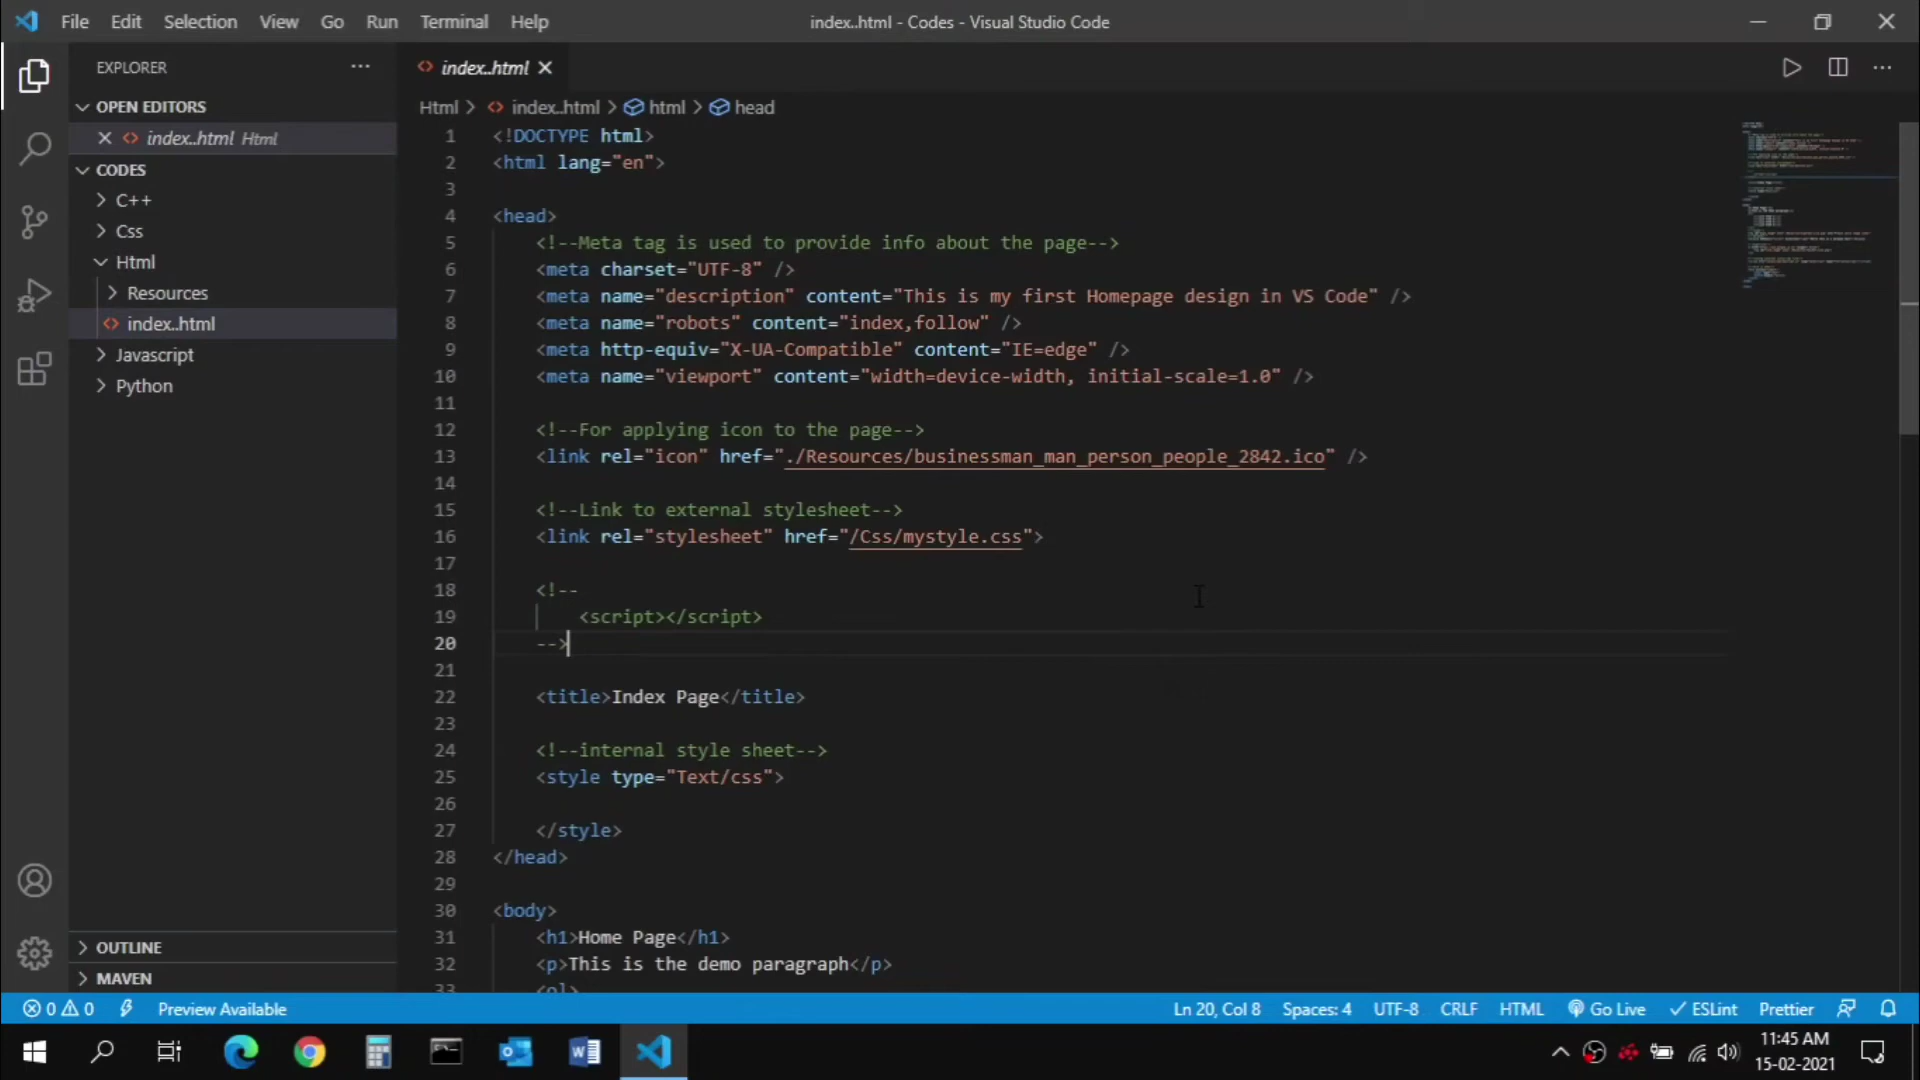 File Edit Selection View Go Run Terminal Help
index..html - Codes - Visual Studio Code
EXPLORER
OPEN EDITORS
index..html Html
CODES
C++
Css
Html
Resources
index..html
Javascript
Python
OUTLINE
MAVEN
index..html
Html > index..html > html > head
1 <!DOCTYPE html>
2 <html lang="en">
3
4 <head>
5 <!--Meta tag is used to provide info about the page-->
6 <meta charset="UTF-8" />
7 <meta name="description" content="This is my first Homepage design in VS Code" />
8 <meta name="robots" content="index,follow" />
9 <meta http-equiv="X-UA-Compatible" content="IE=edge" />
10 <meta name="viewport" content="width=device-width, initial-scale=1.0" />
11
12 <!--For applying icon to the page-->
13 <link rel="icon" href="./Resources/businessman_man_person_people_2842.ico" />
14
15 <!--Link to external stylesheet-->
16 <link rel="stylesheet" href="/Css/mystyle.css">
17
18 <!--
19 <script></script>
20 -->
21
22 <title>Index Page</title>
23
24 <!--internal style sheet-->
25 <style type="Text/css">
26
27 </style>
28 </head>
29
30 <body>
31 <h1>Home Page</h1>
32 <p>This is the demo paragraph</p>
33 <ol>
0 0 Preview Available
Ln 20, Col 8 Spaces: 4 UTF-8 CRLF HTML Go Live ESLint Prettier
11:45 AM
15-02-2021